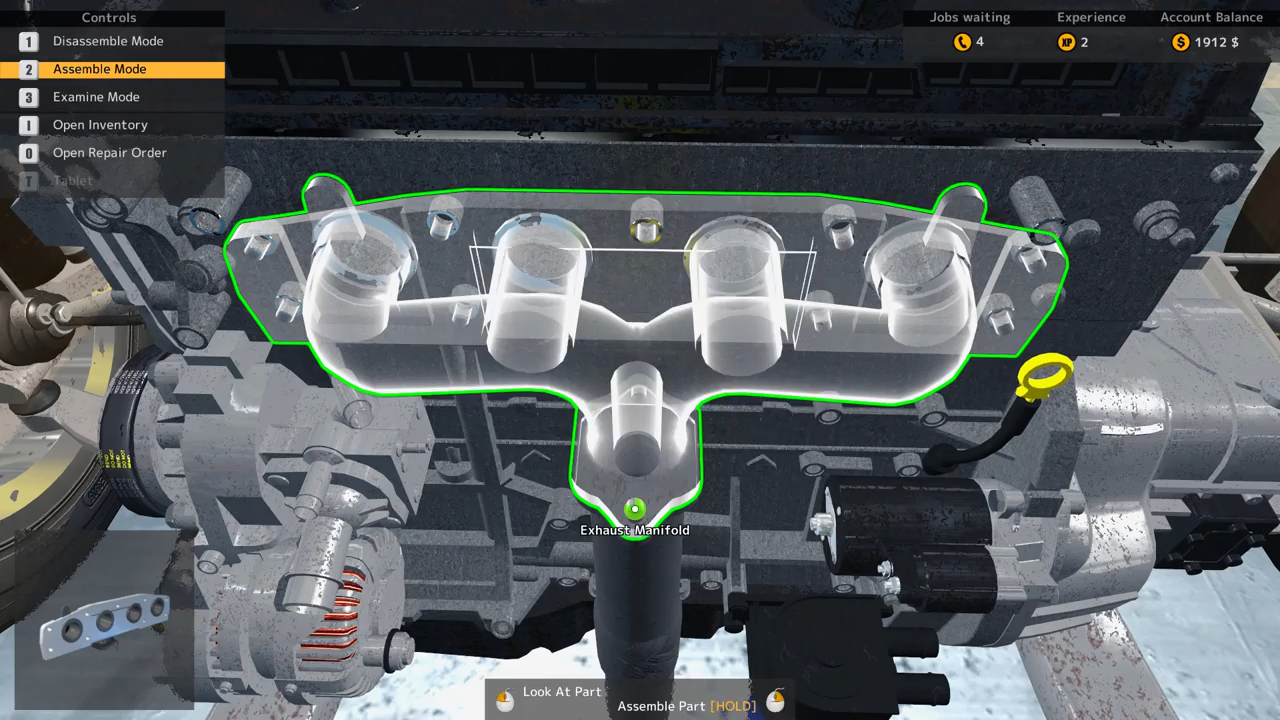 Controls
1 Disassemble Mode
2 Assemble Mode
3 Examine Mode
I Open Inventory
O Open Repair Order
T Tablet
Jobs waiting
4
Experience
XP 2
Account Balance
$ 1912 $
Exhaust Manifold
Look At Part
Assemble Part [HOLD]